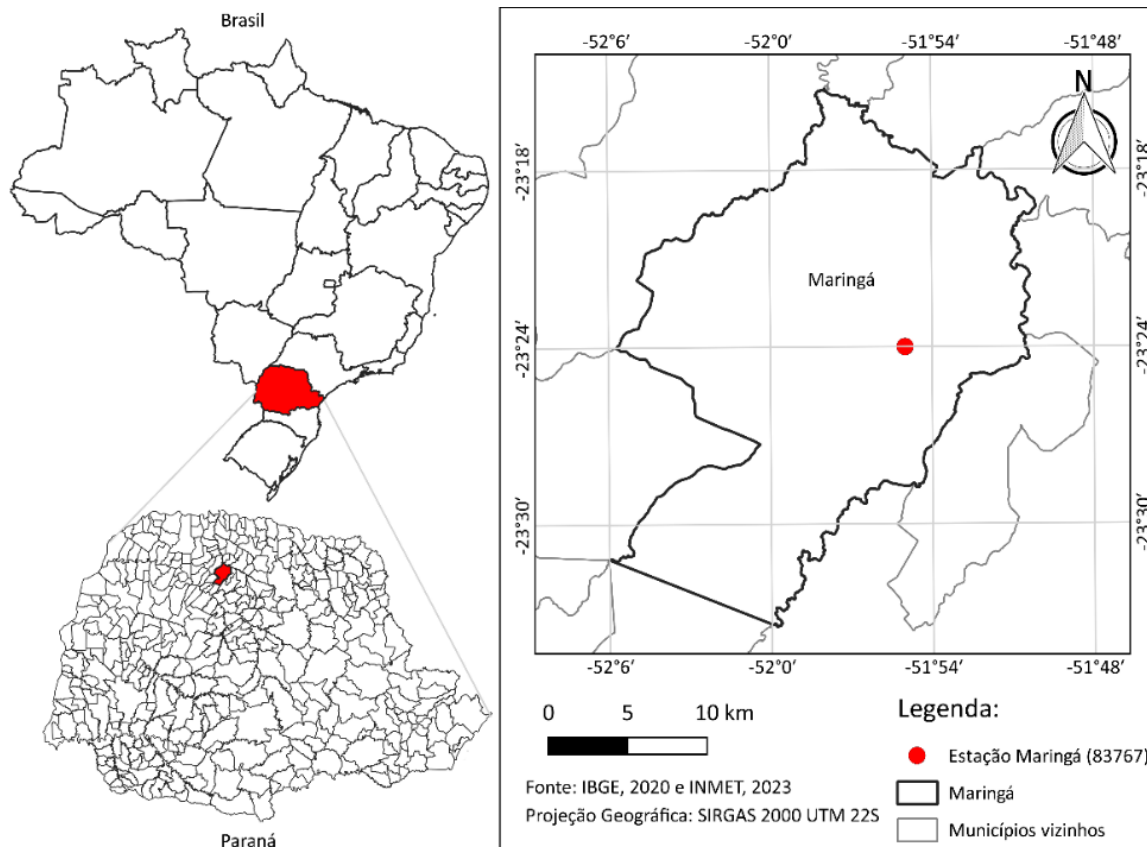 Brasil
Paraná
-52°6′ -52°0′ -51°54′ -51°48′
N
-23°18′ -23°18′
Maringá
-23°24′ -23°24′
-23°30′ -23°30′
-52°6′ -52°0′ -51°54′ -51°48′
0 5 10 km
Fonte: IBGE, 2020 e INMET, 2023
Projeção Geográfica: SIRGAS 2000 UTM 22S
Legenda:
Estação Maringá (83767)
Maringá
Municípios vizinhos